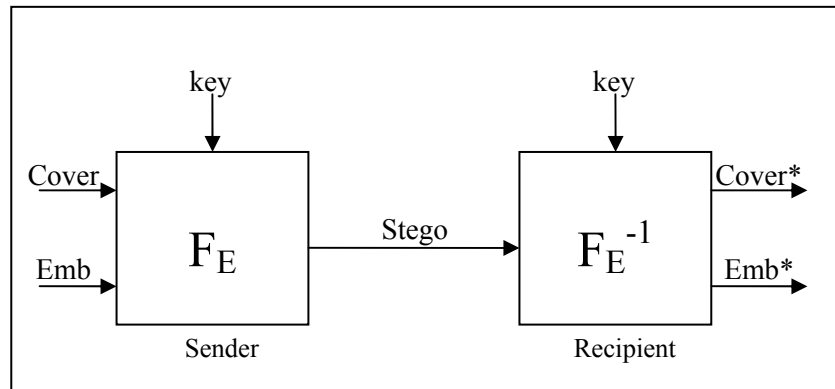 key key
Cover Cover*
Stego
F_E F_E^-1
Emb Emb*
Sender Recipient